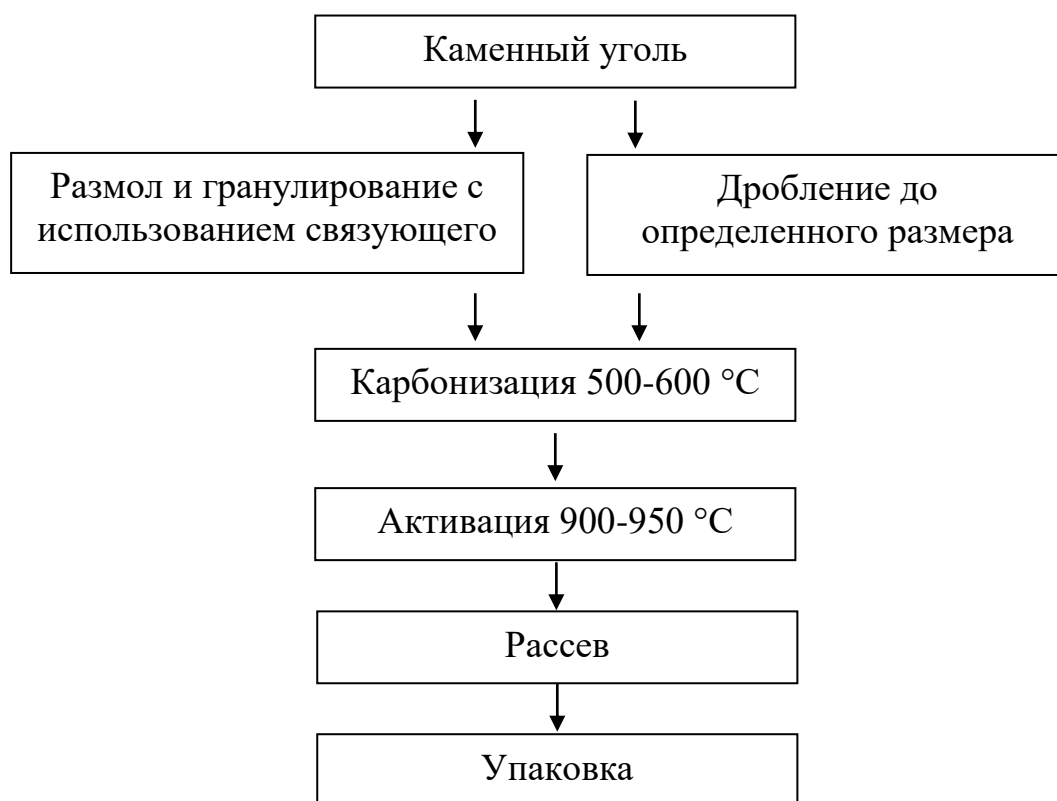 Каменный уголь
Размол и гранулирование с
использованием связующего
Дробление до
определенного размера
Карбонизация 500-600 °C
Активация 900-950 °C
Рассев
Упаковка